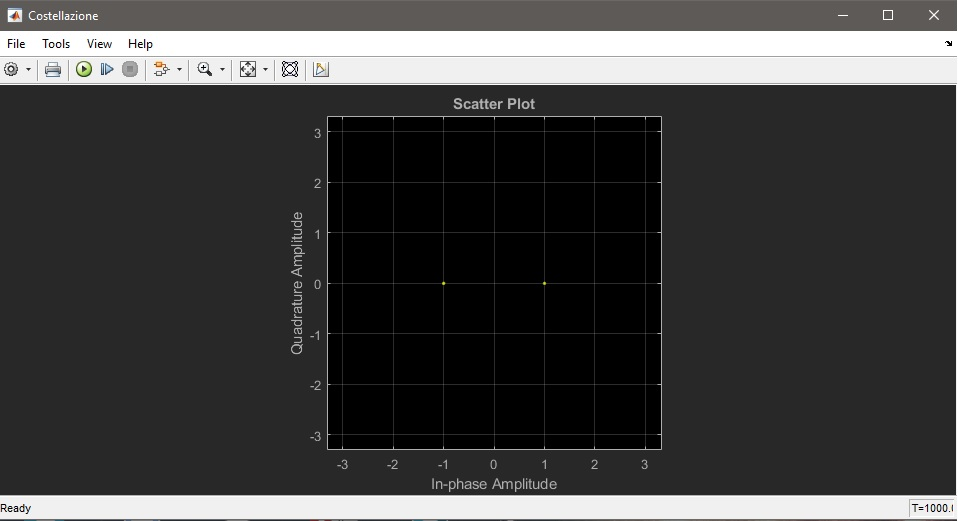 Costellazione
File Tools View Help
Scatter Plot
3
2
1
0
-1
-2
-3
Quadrature Amplitude
-3 -2 -1 0 1 2 3
In-phase Amplitude
Ready
T=1000.